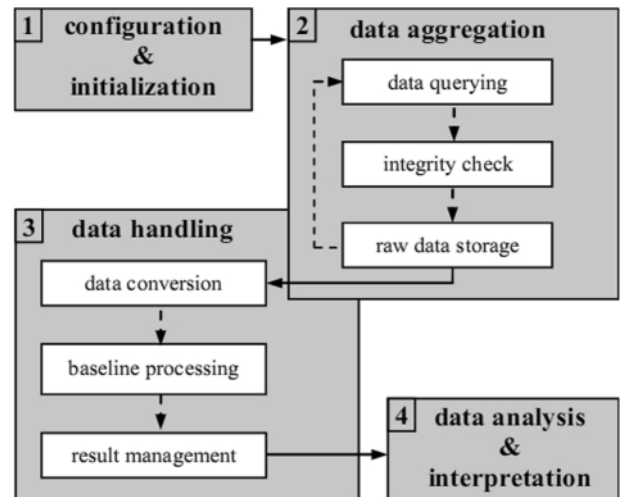 1 configuration
&
initialization
2 data aggregation
data querying
integrity check
raw data storage
3 data handling
data conversion
baseline processing
result management
4 data analysis
&
interpretation